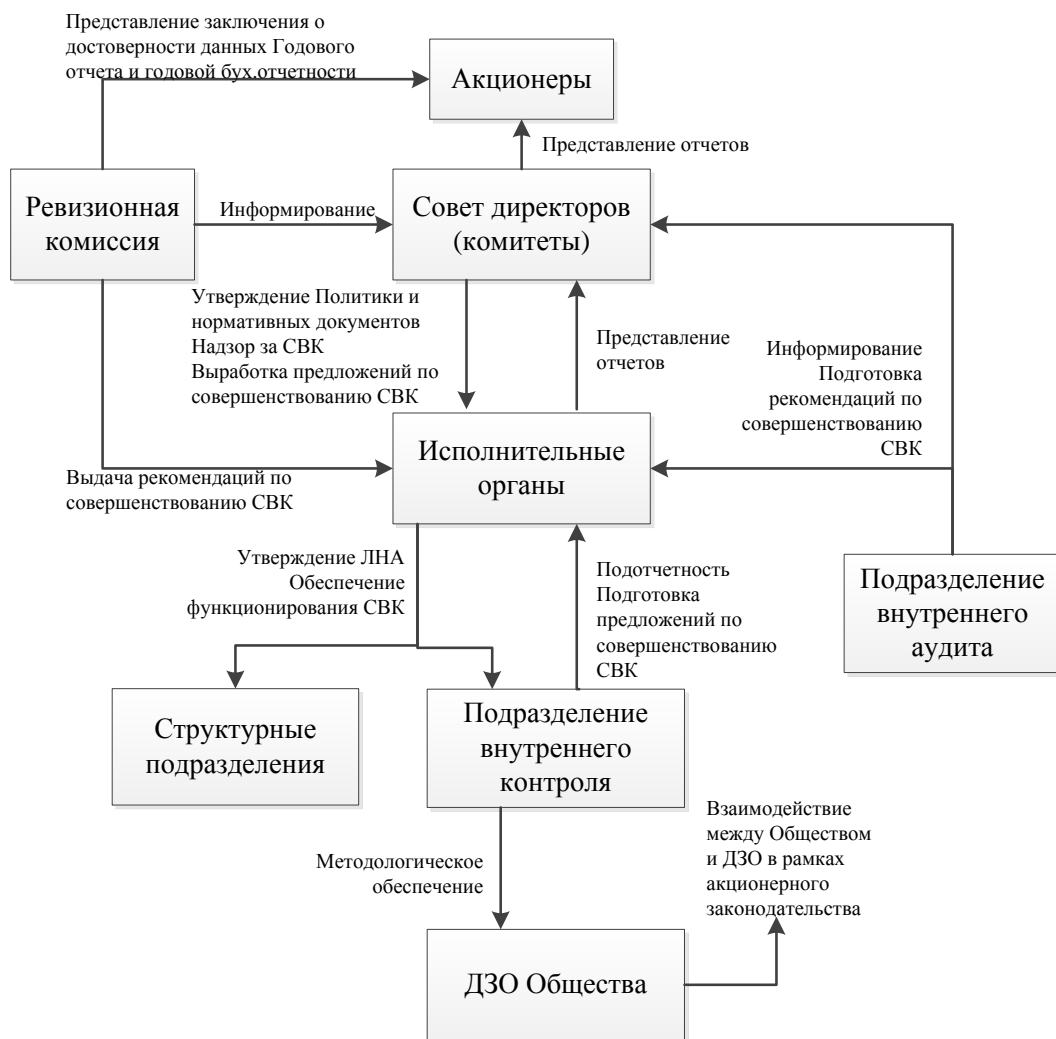 Представление заключения о
достоверности данных Годового
отчета и годовой бух.отчетности
Акционеры
Представление отчетов
Ревизионная
комиссия
Информирование
Совет директоров
(комитеты)
Утверждение Политики и
нормативных документов
Надзор за СВК
Выработка предложений по
совершенствованию СВК
Представление
отчетов
Информирование
Подготовка
рекомендаций по
совершенствованию
СВК
Выдача рекомендаций по
совершенствованию СВК
Исполнительные
органы
Утверждение ЛНА
Обеспечение
функционирования СВК
Подотчетность
Подготовка
предложений по
совершенствованию
СВК
Подразделение
внутреннего
аудита
Структурные
подразделения
Подразделение
внутреннего
контроля
Методологическое
обеспечение
Взаимодействие
между Обществом
и ДЗО в рамках
акционерного
законодательства
ДЗО Общества